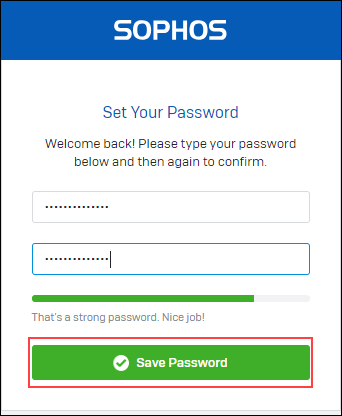 SOPHOS
Set Your Password
Welcome back! Please type your password
below and then again to confirm.
••••••••••••••
••••••••••••••
That's a strong password. Nice job!
Save Password